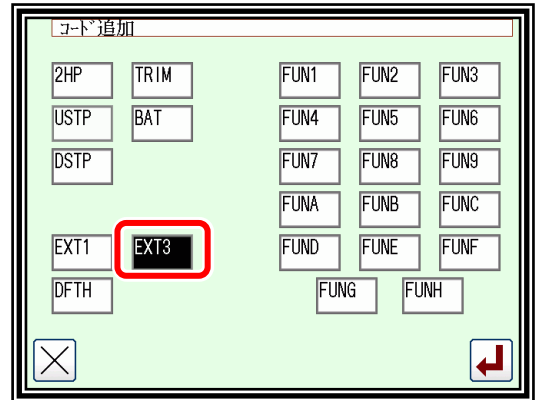 コード追加
2HP TRIM FUN1 FUN2 FUN3
USTP BAT FUN4 FUN5 FUN6
DSTP FUN7 FUN8 FUN9
FUNA FUNB FUNC
EXT1 EXT3 FUND FUNE FUNF
DFTH FUNG FUNH